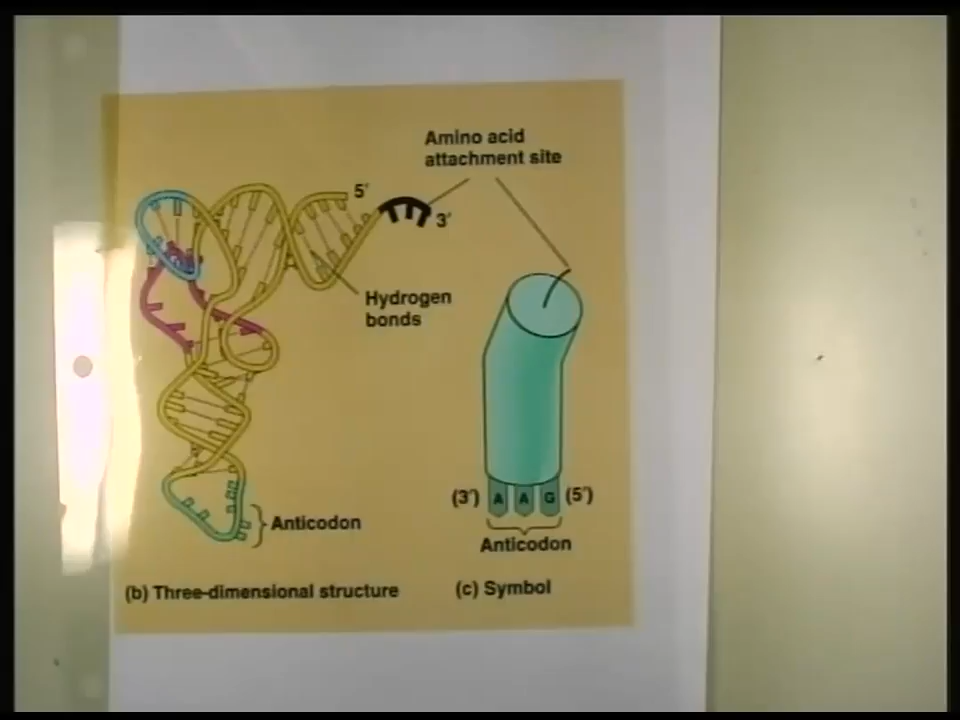 Amino acid
attachment site
5′
3′
Hydrogen
bonds
(3′) A A G (5′)
Anticodon
Anticodon
(b) Three-dimensional structure
(c) Symbol